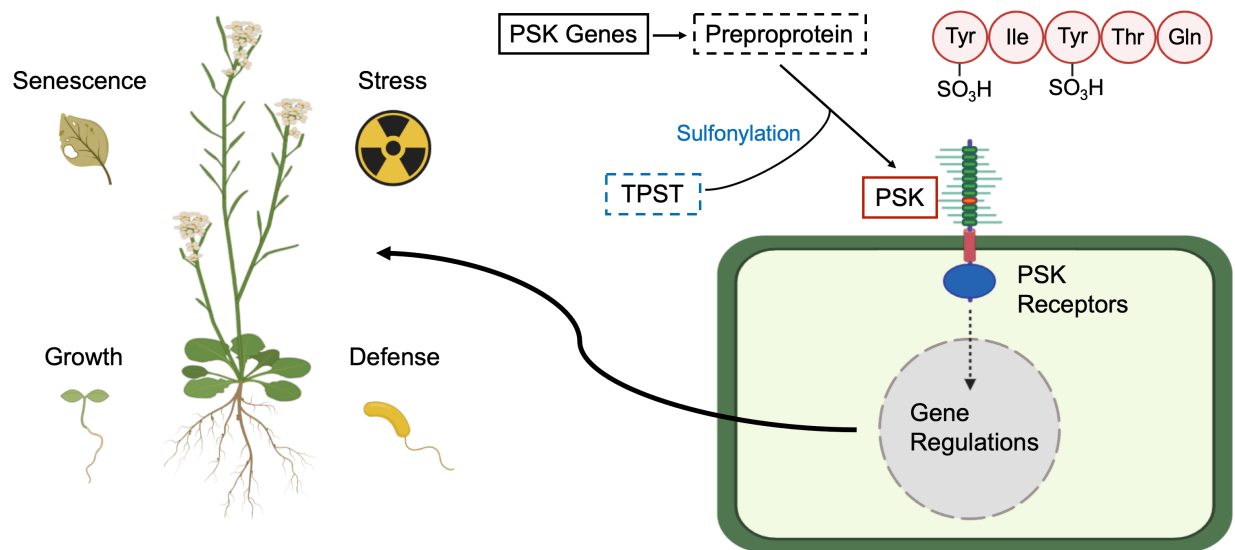 Senescence
Stress
Growth
Defense
PSK Genes
Preproprotein
Sulfonylation
TPST
PSK
Tyr
Ile
Tyr
Thr
Gln
SO₃H
SO₃H
PSK
Receptors
Gene
Regulations